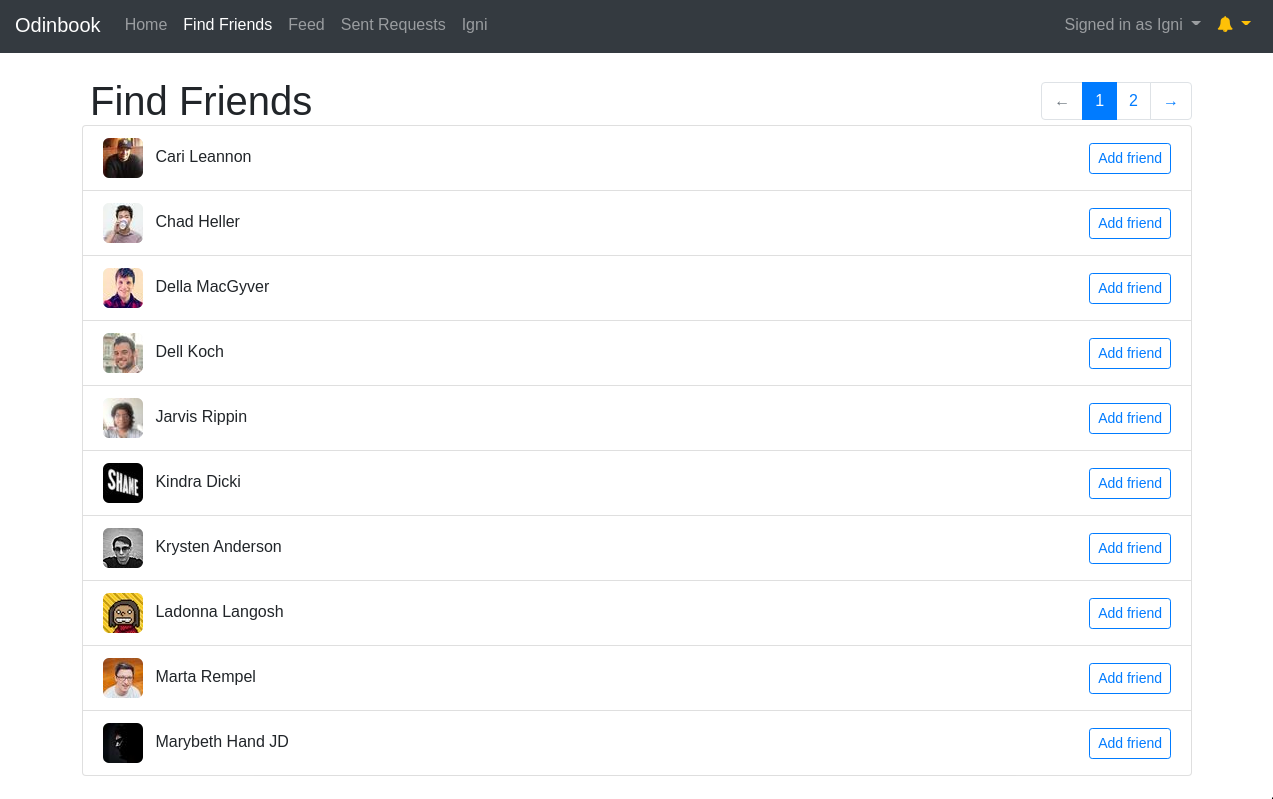 Odinbook Home Find Friends Feed Sent Requests Igni Signed in as Igni
Find Friends ← 1 2 →
Cari Leannon Add friend
Chad Heller Add friend
Della MacGyver Add friend
Dell Koch Add friend
Jarvis Rippin Add friend
SHAME
Kindra Dicki Add friend
Krysten Anderson Add friend
Ladonna Langosh Add friend
Marta Rempel Add friend
Marybeth Hand JD Add friend